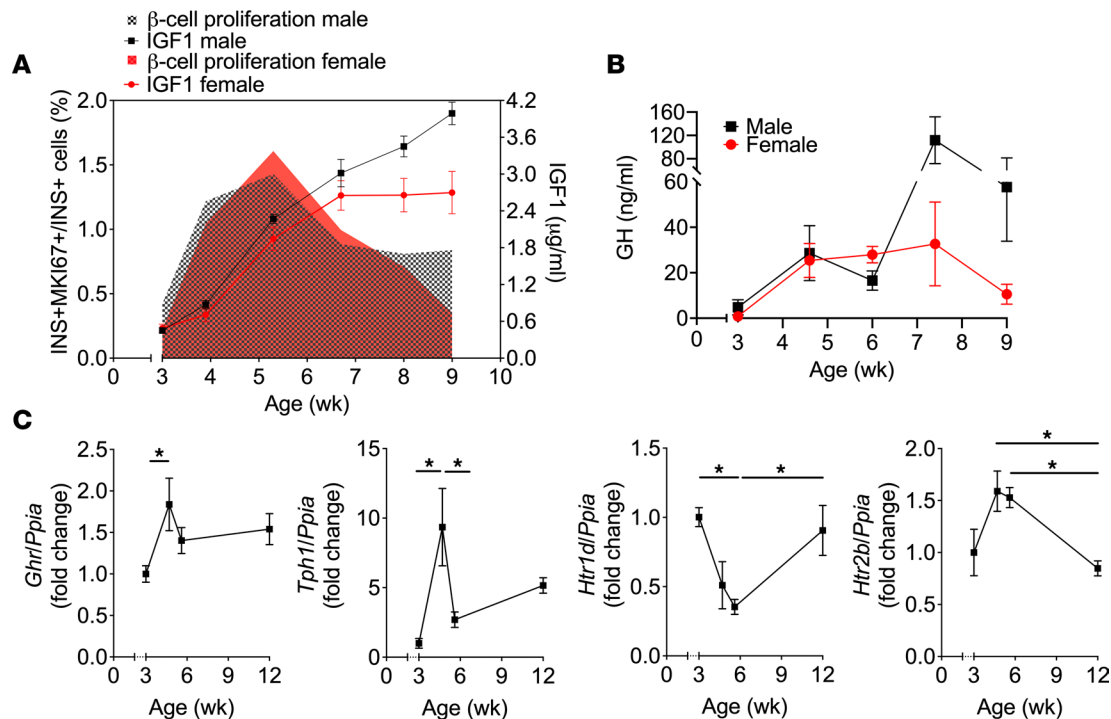 A
β-cell proliferation male
IGF1 male
β-cell proliferation female
IGF1 female
INS+MKI67+/INS+ cells (%)
2.0
1.5
1.0
0.5
0.0
4.2
3.6
3.0
2.4
1.8
1.2
0.6
0.0
IGF1 (μg/ml)
0 3 4 5 6 7 8 9 10
Age (wk)
B
Male
Female
GH (ng/ml)
160
120
80
60
40
20
0
0 3 4 5 6 7 8 9
Age (wk)
C
Ghr/Ppia
(fold change)
2.5
2.0
1.5
1.0
0.5
0.0
*
0 3 6 9 12
Age (wk)
Tph1/Ppia
(fold change)
15
10
5
0
* *
0 3 6 9 12
Age (wk)
Htr1d/Ppia
(fold change)
1.5
1.0
0.5
0.0
* *
0 3 6 9 12
Age (wk)
Htr2b/Ppia
(fold change)
2.0
1.5
1.0
0.5
0.0
*
*
0 3 6 9 12
Age (wk)